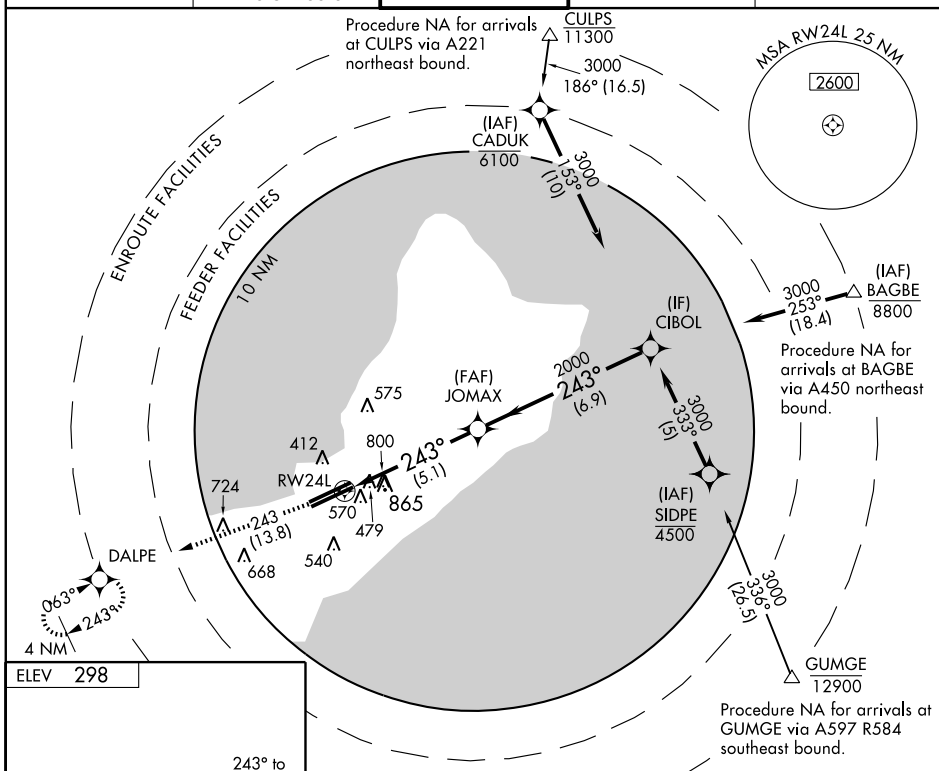 Procedure NA for arrivals
at CULPS via A221
northeast bound.
CULPS
11300
3000
186° (16.5)
MSA RW24L 25 NM
2600
(IAF)
CADUK
6100
3000
153°
(10)
ENROUTE FACILITIES
FEEDER FACILITIES
10 NM
(IAF)
BAGBE
8800
3000
253°
(18.4)
Procedure NA for
arrivals at BAGBE
via A450 northeast
bound.
(IF)
CIBOL
2000
243°
(6.9)
(FAF)
JOMAX
3000
333°
(5)
575
412
800
243°
(5.1)
RW24L
724
570
479
865
(IAF)
SIDPE
4500
243
(13.8)
668
540
DALPE
063°
243°
4 NM
3000
336°
(26.5)
GUMGE
12900
Procedure NA for arrivals at
GUMGE via A597 R584
southeast bound.
ELEV 298
243° to